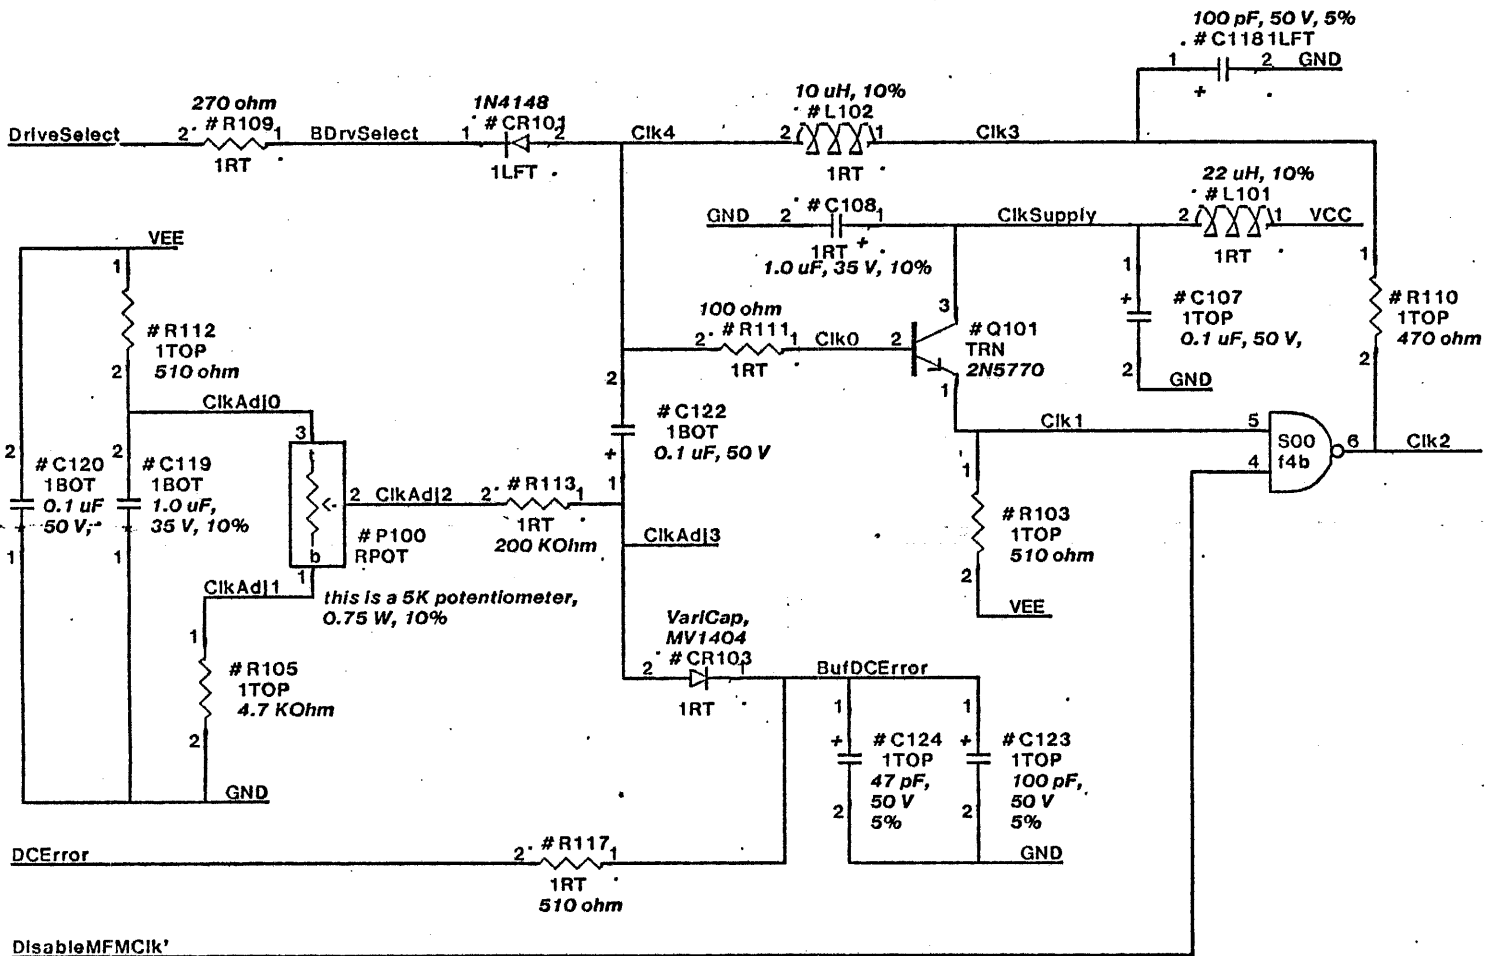 100 pF, 50 V, 5%
#C118 1LFT
1 2 GND
+
270 ohm
#R109
DriveSelect 2 1 BDrvSelect
1RT
1N4148
#CR101
1 2
1LFT
Clk4
10 uH, 10%
#L102
2 1
1RT
Clk3
22 uH, 10%
#L101
ClkSupply 2 1 VCC
1RT
#C108
GND 2 1
1RT +
1.0 uF, 35 V, 10%
VEE
1
#R112
1TOP
510 ohm
2
100 ohm
#R111
2 1 Clk0 2
1RT
3
#Q101
TRN
2N5770
1
1
+
#C107
1TOP
0.1 uF, 50 V,
2
GND
1
#R110
1TOP
470 ohm
2
ClkAdj0
2
#C120
1BOT
0.1 uF
50 V,
+
1
2
#C119
1BOT
1.0 uF,
35 V, 10%
+
1
3
t
<-
b
1
2 ClkAdj2 2
#P100
RPOT
this is a 5K potentiometer,
0.75 W, 10%
#R113
1
1RT
200 KOhm
2
#C122
1BOT
0.1 uF, 50 V
+
1
ClkAdj3
Clk1
5
4
S00
f4b
6 Clk2
1
#R103
1TOP
510 ohm
2
VEE
ClkAdj1
1
#R105
1TOP
4.7 KOhm
2
GND
VariCap,
MV1404
#CR103
2 1
1RT
BufDCError
1
+
#C124
1TOP
47 pF,
50 V
5%
2
1
+
#C123
1TOP
100 pF,
50 V
5%
2
GND
DCError
#R117
2 1
1RT
510 ohm
DisableMFMClk'